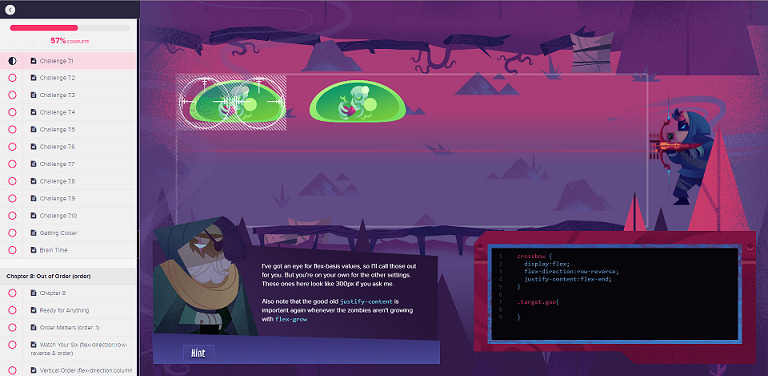 57% COMPLETE
Challenge 7.1
Challenge 7.2
Challenge 7.3
Challenge 7.4
Challenge 7.5
Challenge 7.6
Challenge 7.7
Challenge 7.8
Challenge 7.9
Challenge 7.10
Getting Closer
Brain Time
Chapter 8: Out of Order (order)
Chapter 8
Ready for Anything
Order Matters (order: 1)
Watch Your Six (flex-direction:row-
reverse & order)
Vertical Order (flex-direction:column
I've got an eye for flex-basis values, so I'll call those out
for you. But you're on your own for the other settings.
These ones here look like 300px if you ask me.
Also note that the good old justify-content is
important again whenever the zombies aren't growing
with flex-grow
Hint
1 crossbow {
2 display:flex;
3 flex-direction:row-reverse;
4 justify-content:flex-end;
5 }
6
7
8
9 }